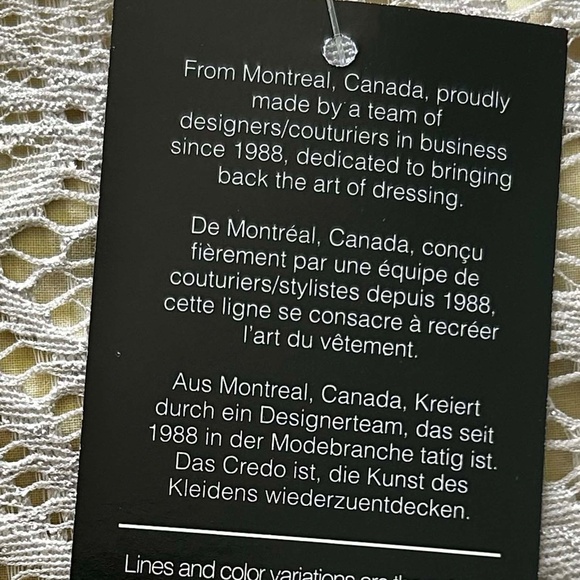 From Montreal, Canada, proudly
made by a team of
designers/couturiers in business
since 1988, dedicated to bringing
back the art of dressing.
De Montréal, Canada, conçu
fièrement par une équipe de
couturiers/stylistes depuis 1988,
cette ligne se consacre à recréer
l'art du vêtement.
Aus Montreal, Canada, Kreiert
durch ein Designerteam, das seit
1988 in der Modebranche tatig ist.
Das Credo ist, die Kunst des
Kleidens wiederzuentdecken.
Lines and color variations are